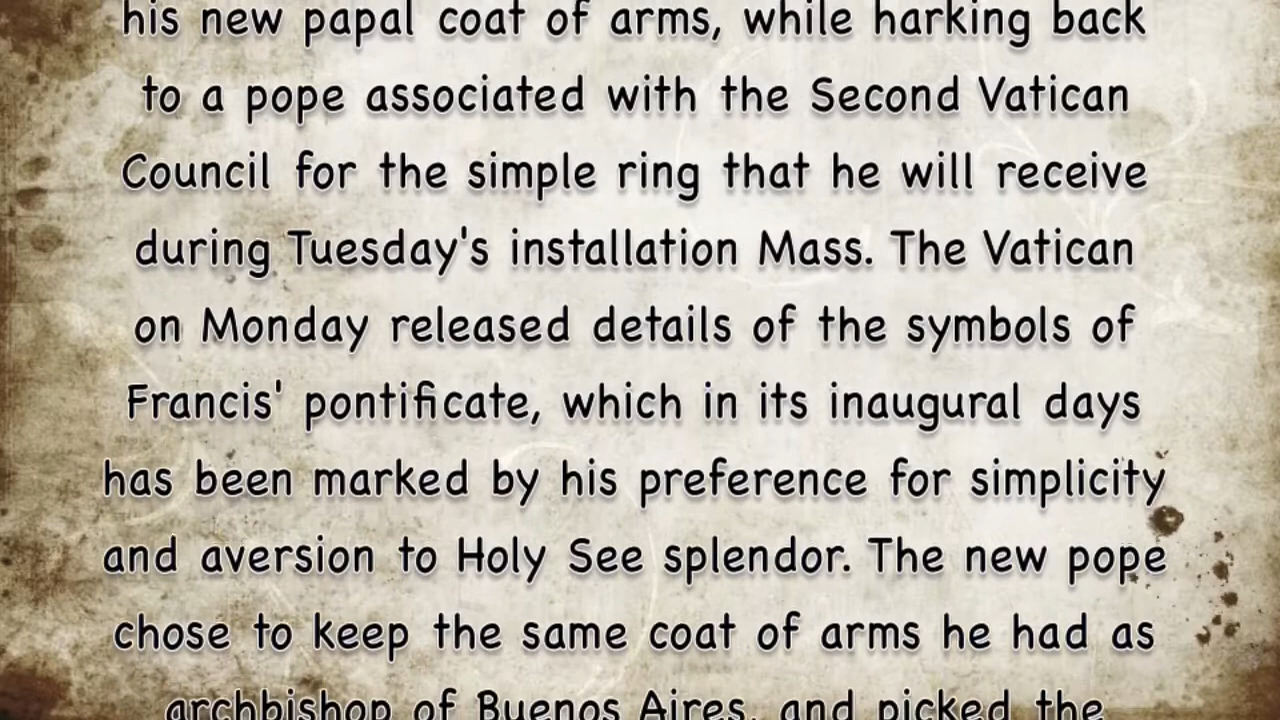 his new papal coat of arms, while harking back
to a pope associated with the Second Vatican
Council for the simple ring that he will receive
during Tuesday's installation Mass. The Vatican
on Monday released details of the symbols of
Francis' pontificate, which in its inaugural days
has been marked by his preference for simplicity
and aversion to Holy See splendor. The new pope
chose to keep the same coat of arms he had as
archbishop of Buenos Aires, and picked the